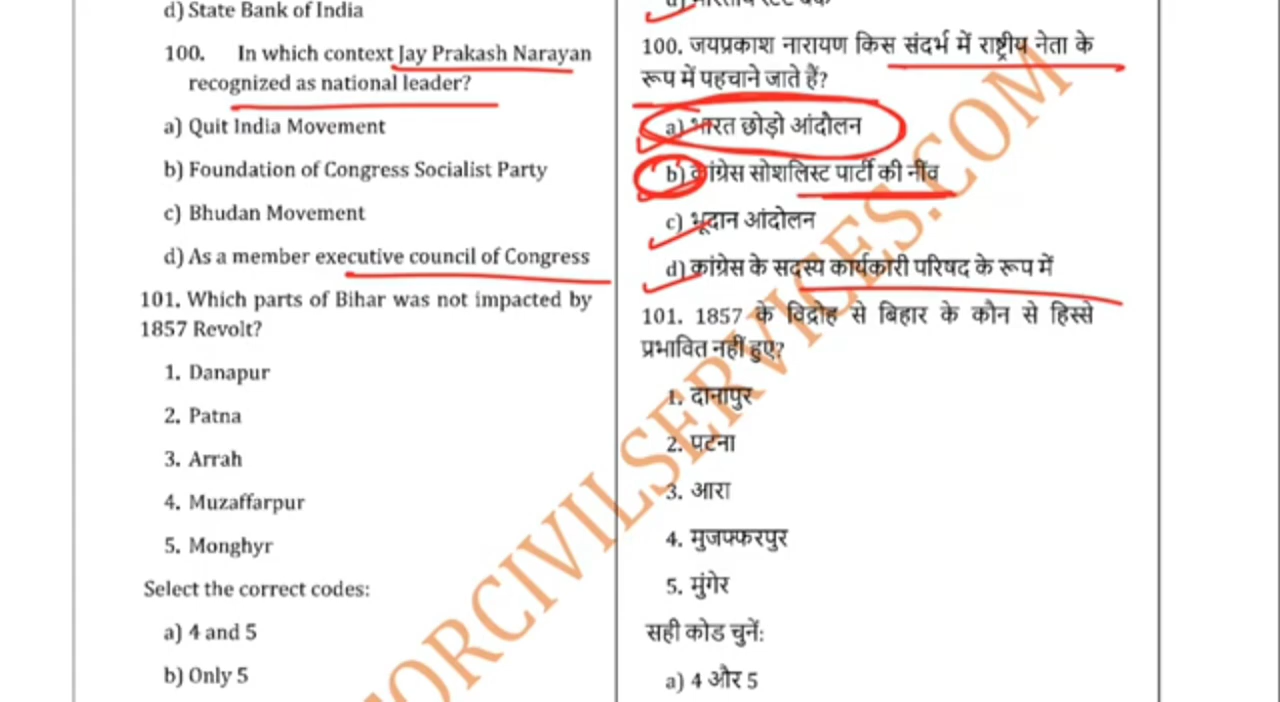 d) State Bank of India
100. In which context Jay Prakash Narayan
recognized as national leader?
a) Quit India Movement
b) Foundation of Congress Socialist Party
c) Bhudan Movement
d) As a member executive council of Congress
101. Which parts of Bihar was not impacted by
1857 Revolt?
1. Danapur
2. Patna
3. Arrah
4. Muzaffarpur
5. Monghyr
Select the correct codes:
a) 4 and 5
b) Only 5
100. जयप्रकाश नारायण किस संदर्भ में राष्ट्रीय नेता के
रूप में पहचाने जाते हैं?
a) भारत छोड़ो आंदोलन
b) कांग्रेस सोशलिस्ट पार्टी की नींव
c) भूदान आंदोलन
d) कांग्रेस के सदस्य कार्यकारी परिषद के रूप में
101. 1857 के विद्रोह से बिहार के कौन से हिस्से
प्रभावित नहीं हुए?
1. दानापुर
2. पटना
3. आरा
4. मुजफ्फरपुर
5. मुंगेर
सही कोड चुनें:
a) 4 और 5
FORCIVILSERVICES.COM